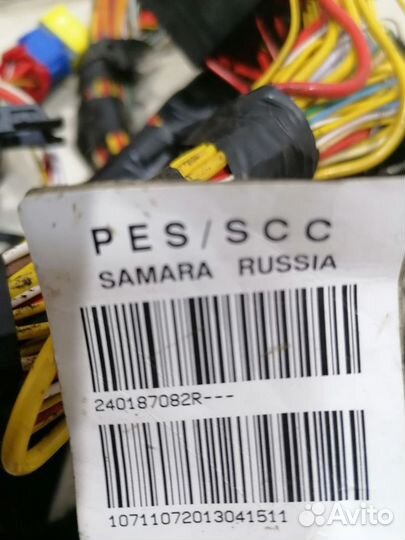 PES/SCC
SAMARA RUSSIA
240187082R---
10711072013041511
Avito